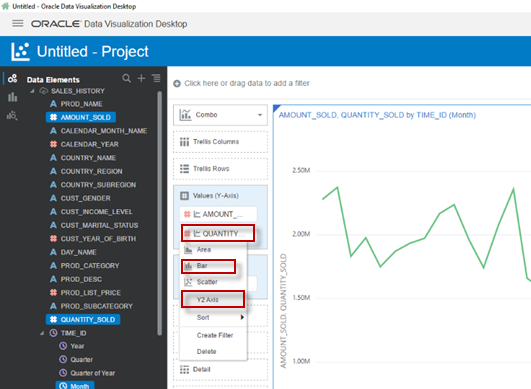 Untitled - Oracle Data Visualization Desktop
ORACLE Data Visualization Desktop
Untitled - Project
Data Elements
SALES_HISTORY
PROD_NAME
AMOUNT_SOLD
CALENDAR_MONTH_NAME
CALENDAR_YEAR
COUNTRY_NAME
COUNTRY_REGION
COUNTRY_SUBREGION
CUST_GENDER
CUST_INCOME_LEVEL
CUST_MARITAL_STATUS
CUST_YEAR_OF_BIRTH
DAY_NAME
PROD_CATEGORY
PROD_DESC
PROD_LIST_PRICE
PROD_SUBCATEGORY
QUANTITY_SOLD
TIME_ID
Year
Quarter
Quarter of Year
Month
Click here or drag data to add a filter
Combo
Trellis Columns
Trellis Rows
Values (Y-Axis)
AMOUNT_...
QUANTITY
Area
Bar
Scatter
Y2 Axis
Sort
Create Filter
Delete
Detail
AMOUNT_SOLD, QUANTITY_SOLD by TIME_ID (Month)
AMOUNT_SOLD, QUANTITY_SOLD
2.50M
2.00M
1.50M
1.00M